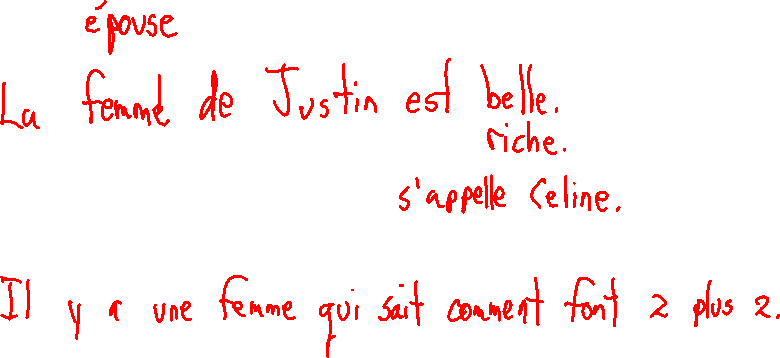 épouse
La femme de Justin est belle.
riche.
s'appelle Celine.
Il y a une femme qui sait comment font 2 plus 2.